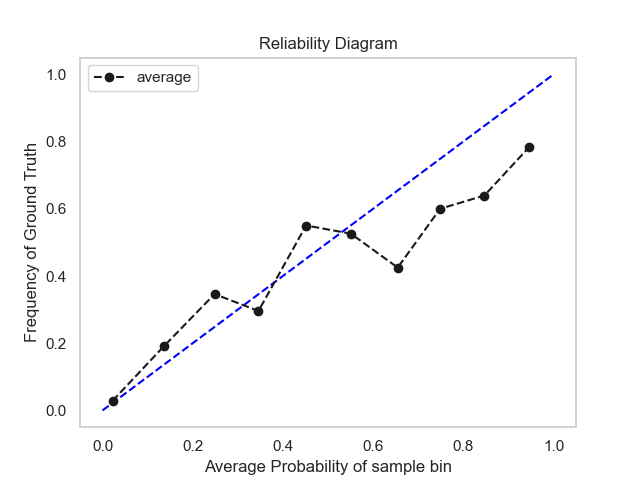 Reliability Diagram
average
1.0
0.8
0.6
0.4
0.2
0.0
Frequency of Ground Truth
0.0 0.2 0.4 0.6 0.8 1.0
Average Probability of sample bin